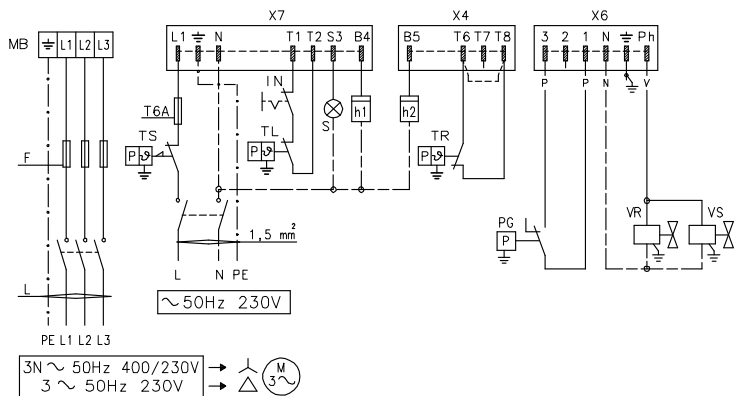 X7 X4 X6
MB L1 L2 L3
L1 N T1 T2 S3 B4
B5 T6 T7 T8
3 2 1 N Ph
P P N V
IN
T6A
h1 h2
S
TS TL TR
P ϑ P ϑ P ϑ
F
PG
P
VR VS
1,5 mm²
L N PE
L
~ 50Hz 230V
PE L1 L2 L3
3N ~ 50Hz 400/230V
3 ~ 50Hz 230V
M
3~